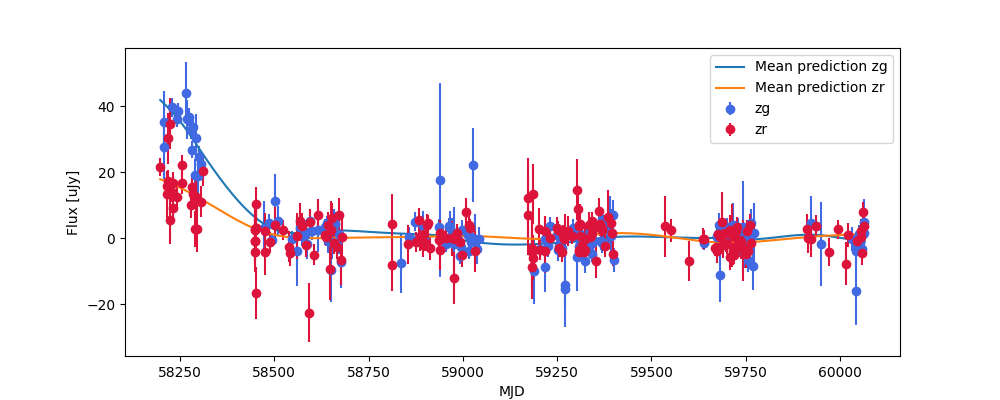 Mean prediction zg
Mean prediction zr
zg
zr
Flux [uJy]
40
20
0
−20
58250 58500 58750 59000 59250 59500 59750 60000
MJD